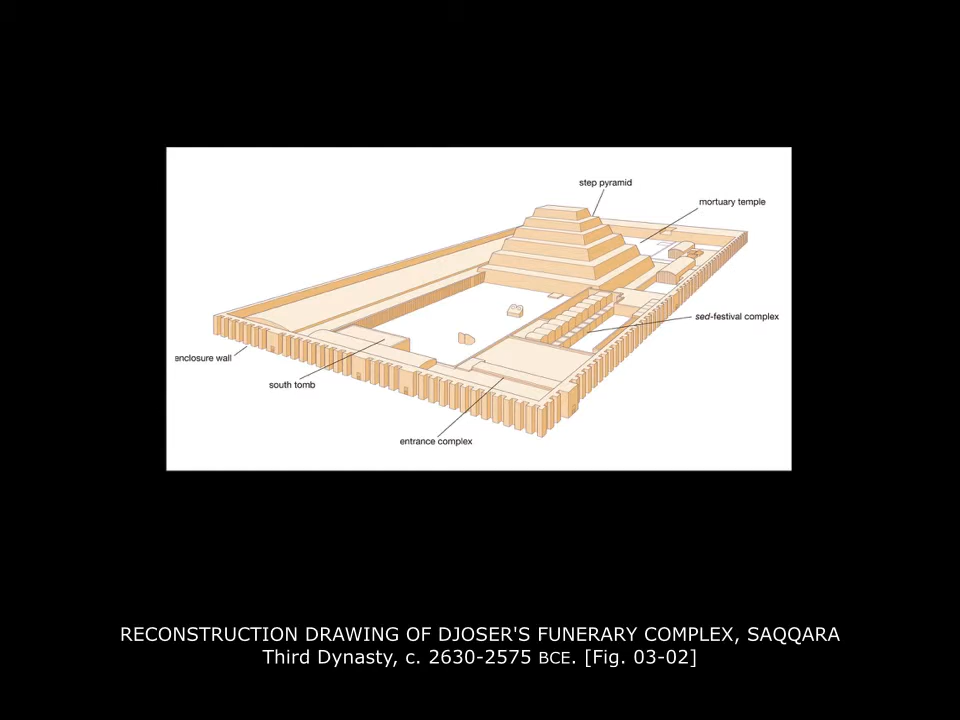 step pyramid
mortuary temple
sed-festival complex
enclosure wall
south tomb
entrance complex
RECONSTRUCTION DRAWING OF DJOSER'S FUNERARY COMPLEX, SAQQARA
Third Dynasty, c. 2630-2575 BCE. [Fig. 03-02]